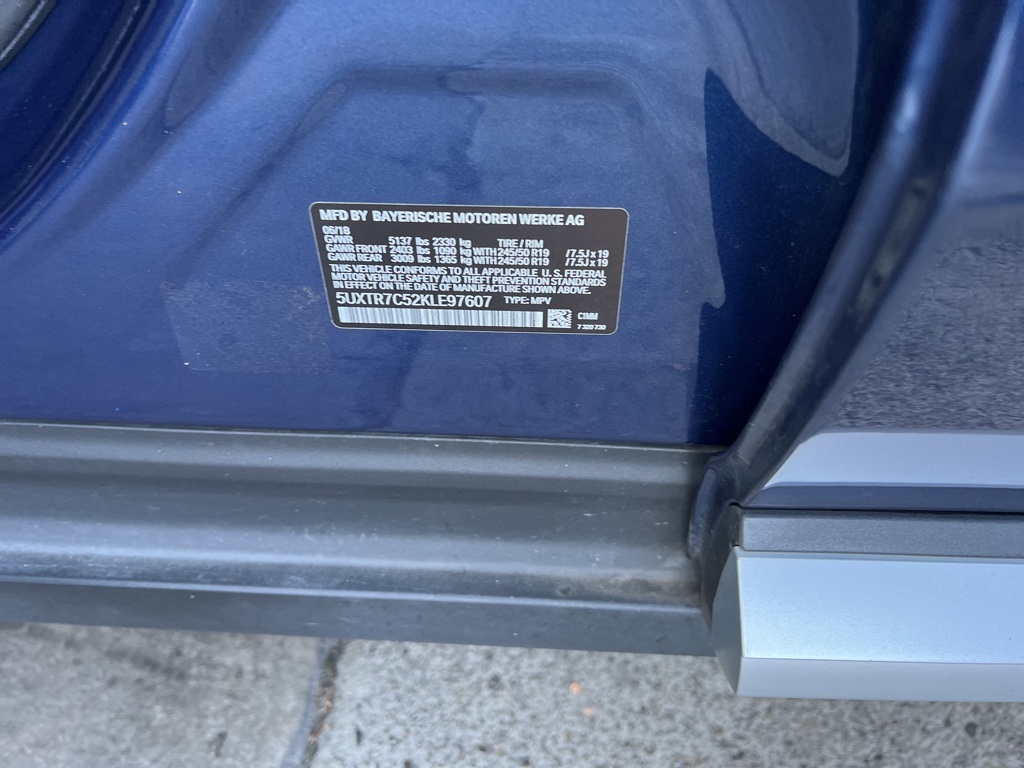 MFD BY BAYERISCHE MOTOREN WERKE AG
06/18
GVWR 5137 lbs 2330 kg TIRE / RIM
GAWR FRONT 2403 lbs 1090 kg WITH 245/50 R19 /7.5J x 19
GAWR REAR 3009 lbs 1365 kg WITH 245/50 R19 /7.5J x 19
THIS VEHICLE CONFORMS TO ALL APPLICABLE U.S. FEDERAL
MOTOR VEHICLE SAFETY AND THEFT PREVENTION STANDARDS
IN EFFECT ON THE DATE OF MANUFACTURE SHOWN ABOVE.
5UXTR7C52KLE97607 TYPE: MPV
C1MM
7 320 739